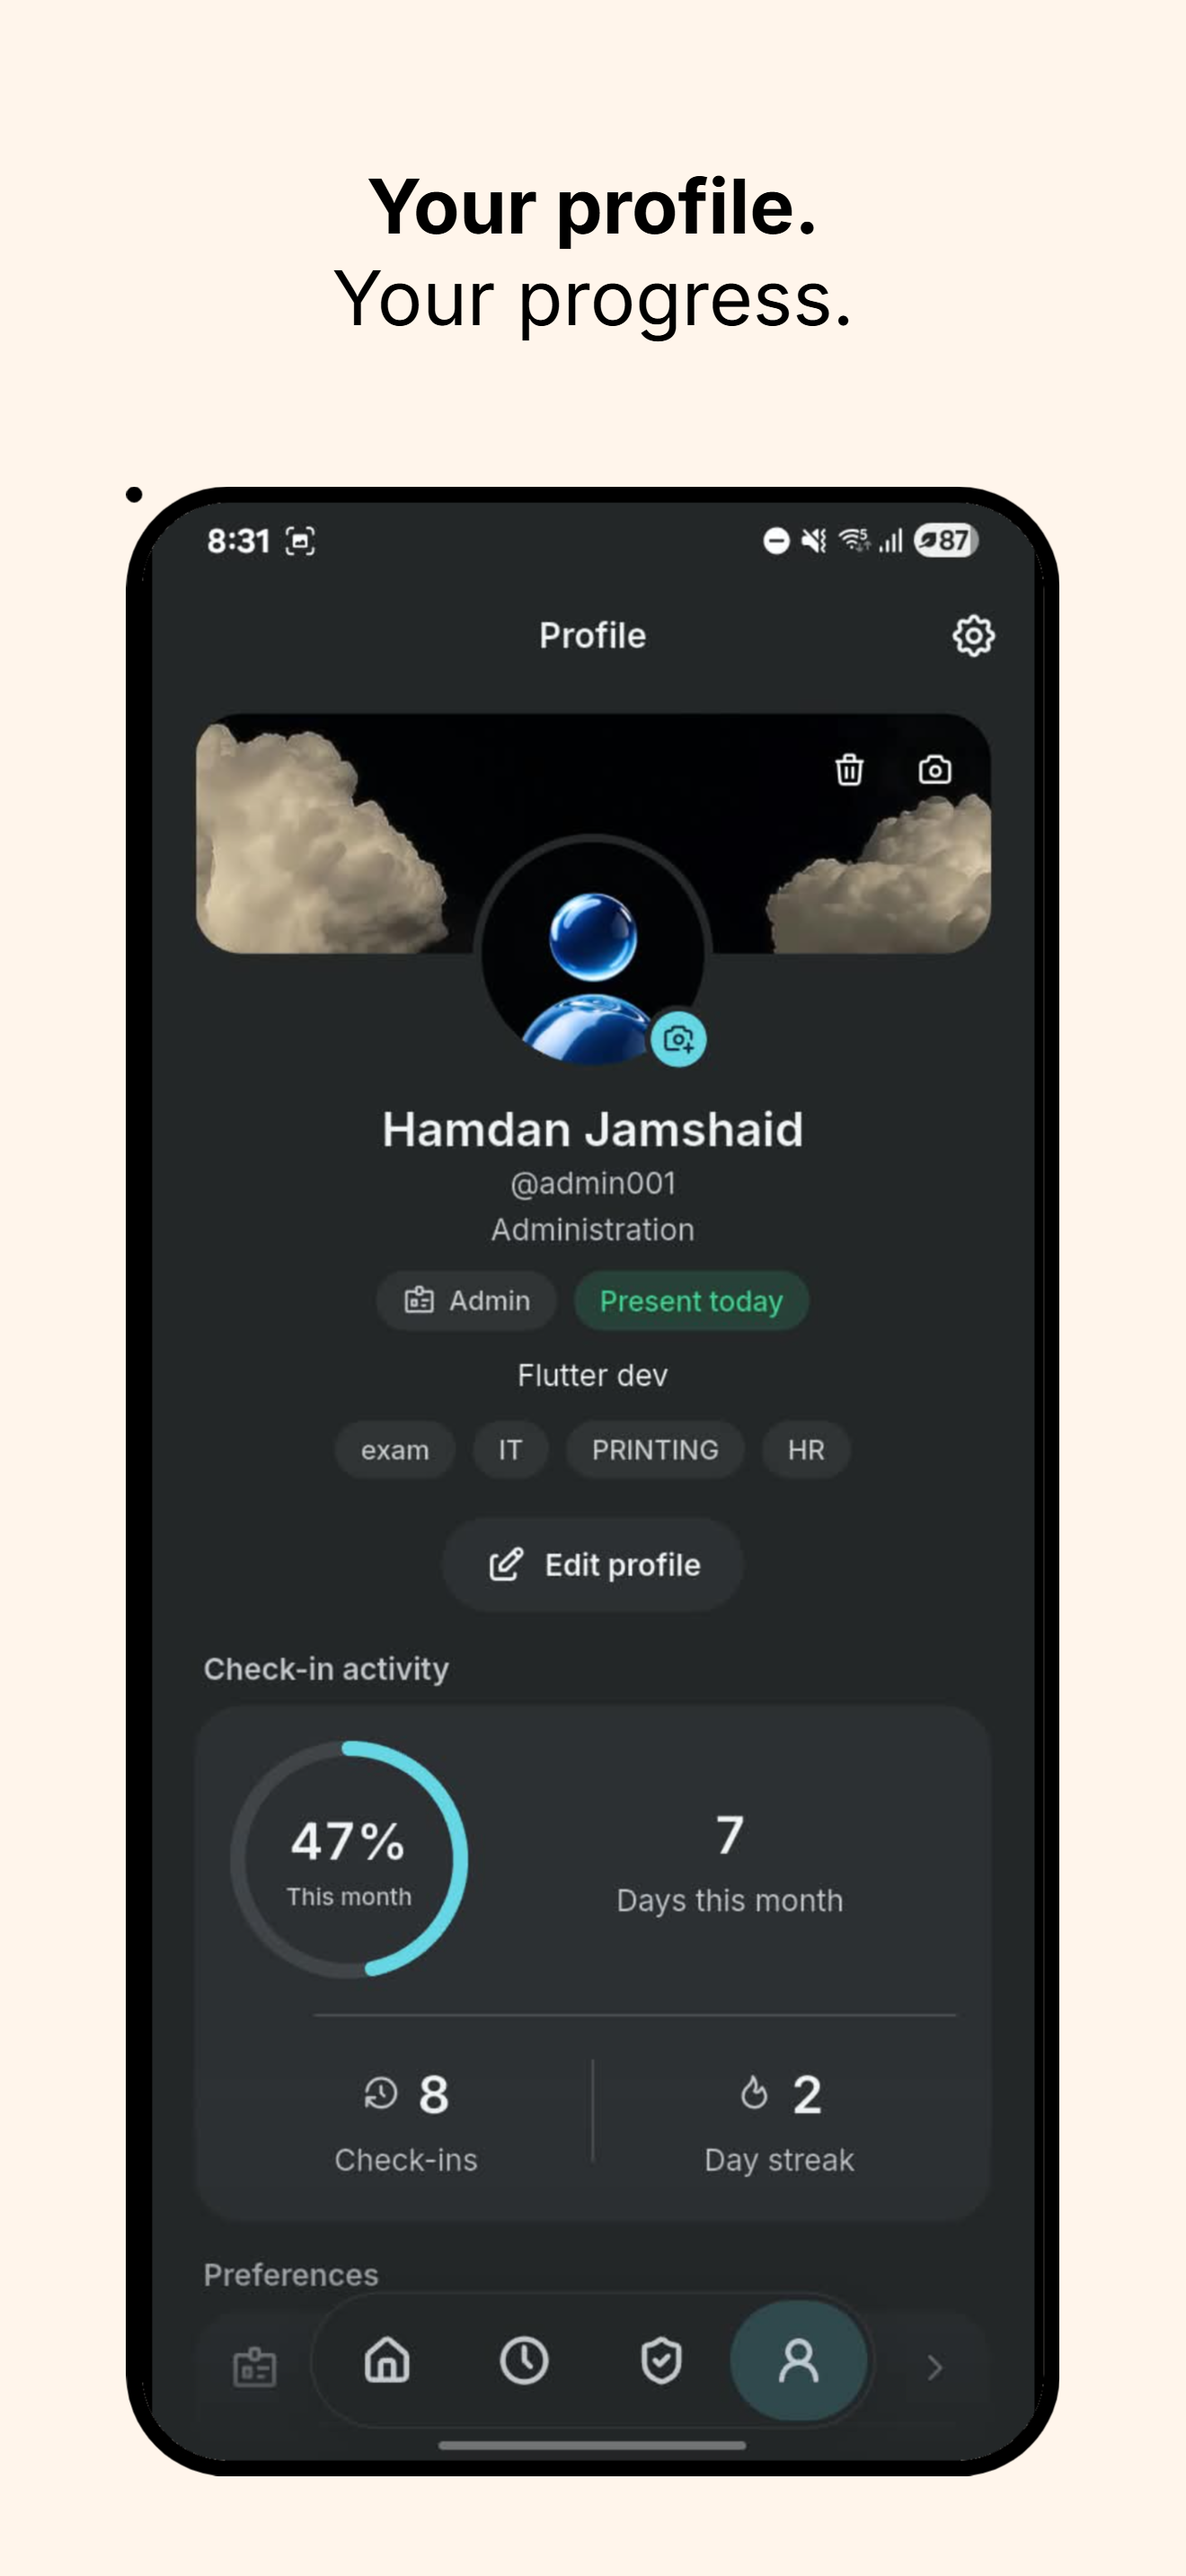 Your profile.
Your progress.
8:31
5
87
Profile
Hamdan Jamshaid
@admin001
Administration
Admin
Present today
Flutter dev
exam
IT
PRINTING
HR
Edit profile
Check-in activity
47%
This month
7
Days this month
8
Check-ins
2
Day streak
Preferences